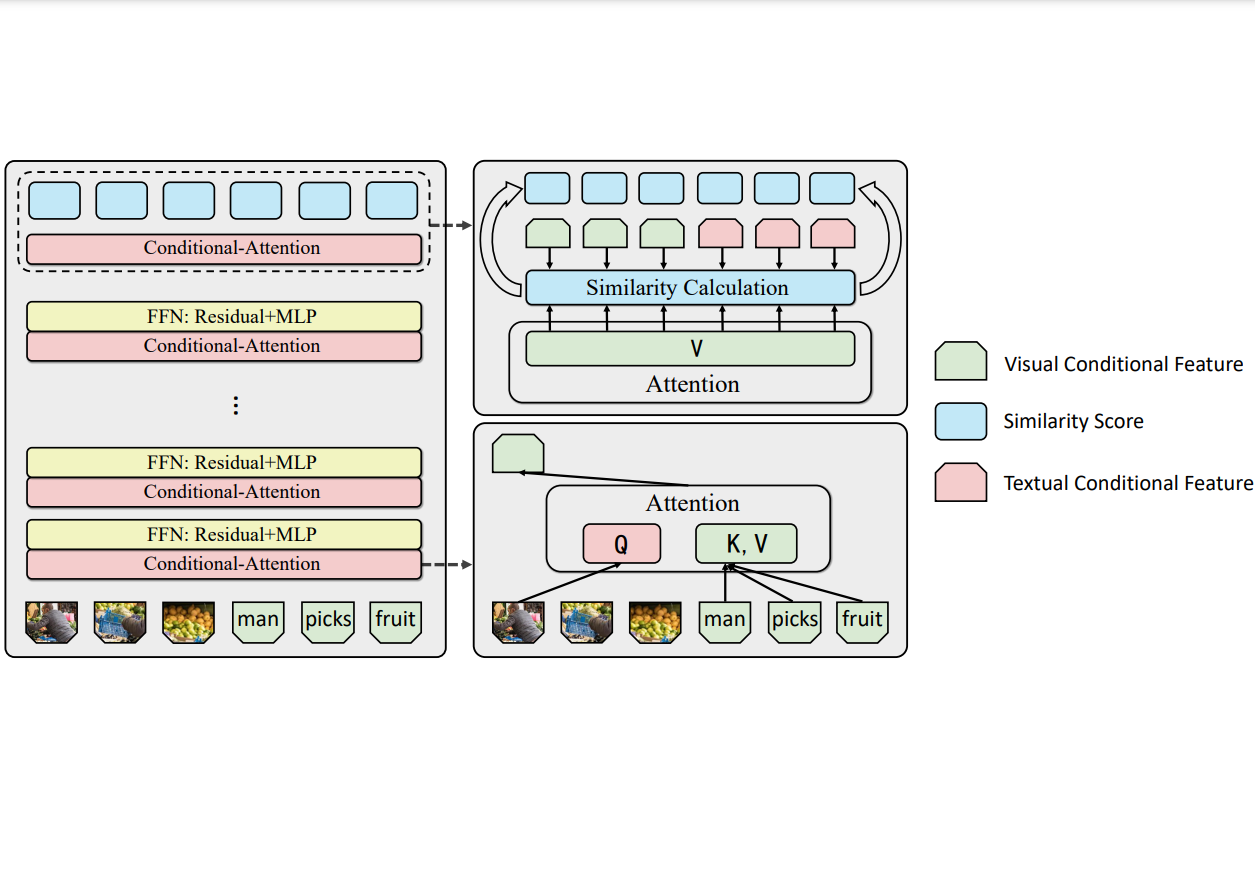 Conditional-Attention
FFN: Residual+MLP
Conditional-Attention
FFN: Residual+MLP
Conditional-Attention
FFN: Residual+MLP
Conditional-Attention
man picks fruit
Similarity Calculation
V
Attention
Attention
Q K, V
man picks fruit
Visual Conditional Feature
Similarity Score
Textual Conditional Feature